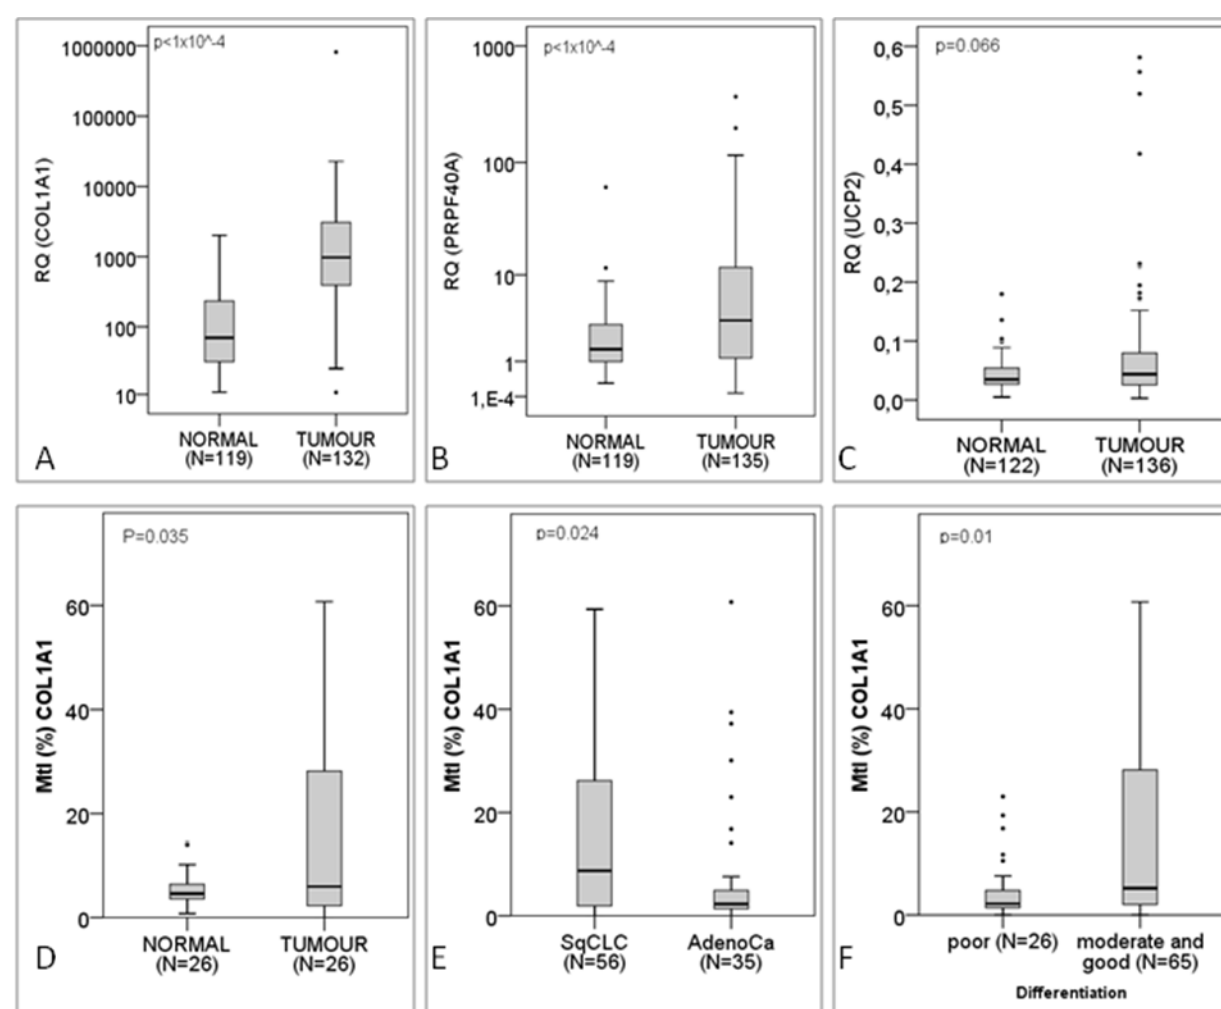 p<1x10^-4
RQ (COL1A1)
1000000
100000
10000
1000
100
10
NORMAL TUMOUR
(N=119) (N=132)
A
p<1x10^-4
RQ (PRPF40A)
1000
100
10
1
1,E-4
NORMAL TUMOUR
(N=119) (N=135)
B
p=0.066
RQ (UCP2)
0,6
0,5
0,4
0,3
0,2
0,1
0,0
NORMAL TUMOUR
(N=122) (N=136)
C
P=0.035
Mtl (%) COL1A1
60
40
20
0
NORMAL TUMOUR
(N=26) (N=26)
D
p=0.024
Mtl (%) COL1A1
60
40
20
0
SqCLC AdenoCa
(N=56) (N=35)
E
p=0.01
Mtl (%) COL1A1
60
40
20
0
poor (N=26) moderate and
good (N=65)
Differentiation
F